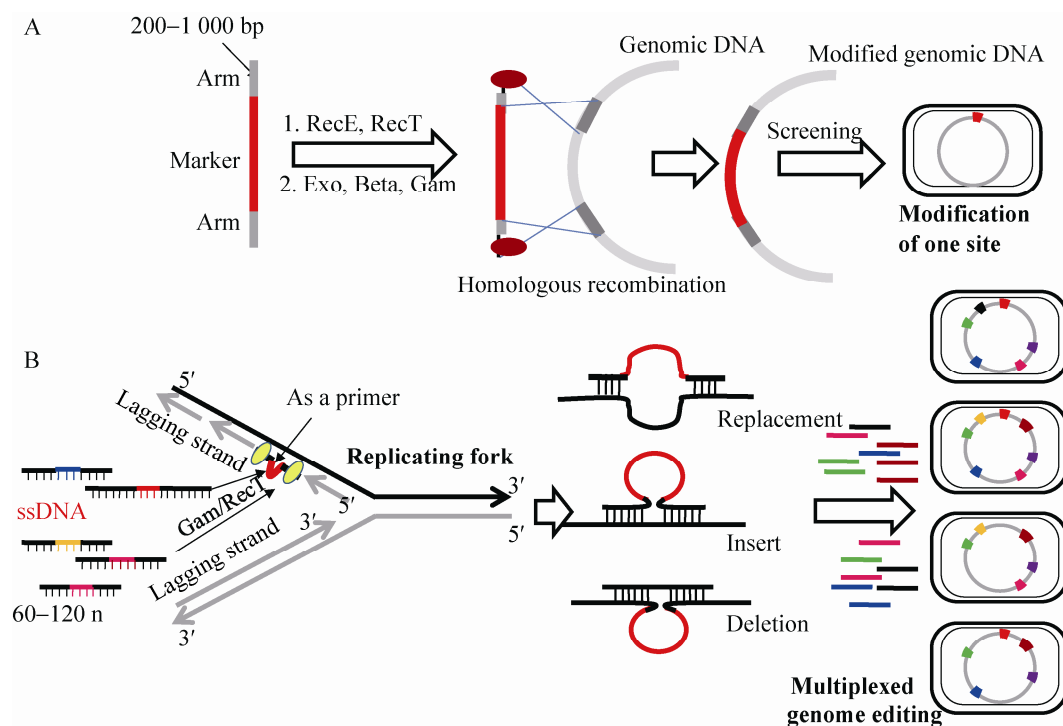 A
200–1 000 bp
Arm
Marker
Arm
1. RecE, RecT
2. Exo, Beta, Gam
Genomic DNA
Homologous recombination
Modified genomic DNA
Screening
Modification
of one site
B
5′
Lagging strand
As a primer
Replicating fork
3′
5′
ssDNA
Gam/RecT
5′
3′
Lagging strand
3′
60–120 n
Replacement
Insert
Deletion
Multiplexed
genome editing